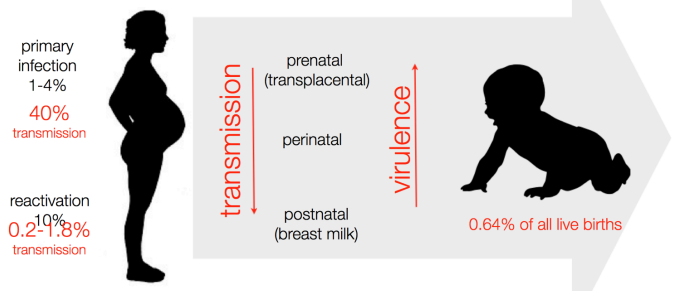 primary
infection
1-4%
40%
transmission
reactivation
10%
0.2-1.8%
transmission
transmission
prenatal
(transplacental)
perinatal
postnatal
(breast milk)
virulence
0.64% of all live births